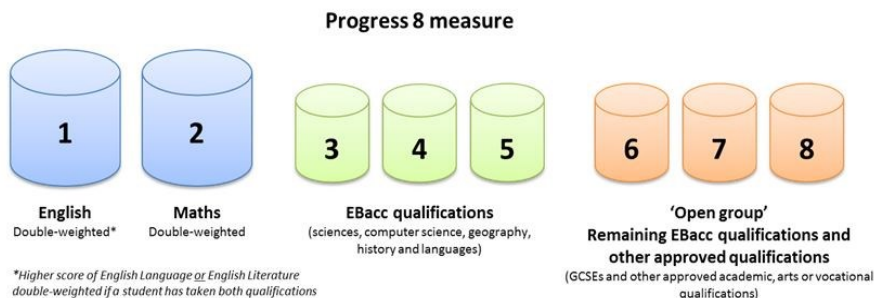 Progress 8 measure
1
2
3
4
5
6
7
8
English
Double-weighted*
Maths
Double-weighted
EBacc qualifications
(sciences, computer science, geography,
history and languages)
'Open group'
Remaining EBacc qualifications and
other approved qualifications
(GCSEs and other approved academic, arts or vocational
qualifications)
*Higher score of English Language or English Literature
double-weighted if a student has taken both qualifications